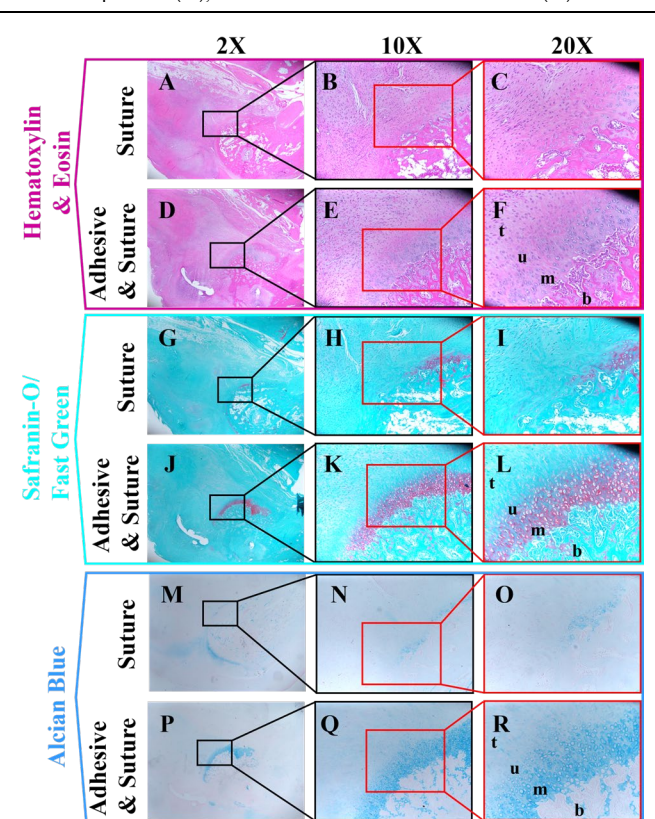 2X 10X 20X
Hematoxylin
& Eosin
Suture
A B C
Adhesive
& Suture
D E F
t
u
m
b
Safranin-O/
Fast Green
Suture
G H I
Adhesive
& Suture
J K L
t
u
m
b
Alcian Blue
Suture
M N O
Adhesive
& Suture
P Q R
t
u
m
b